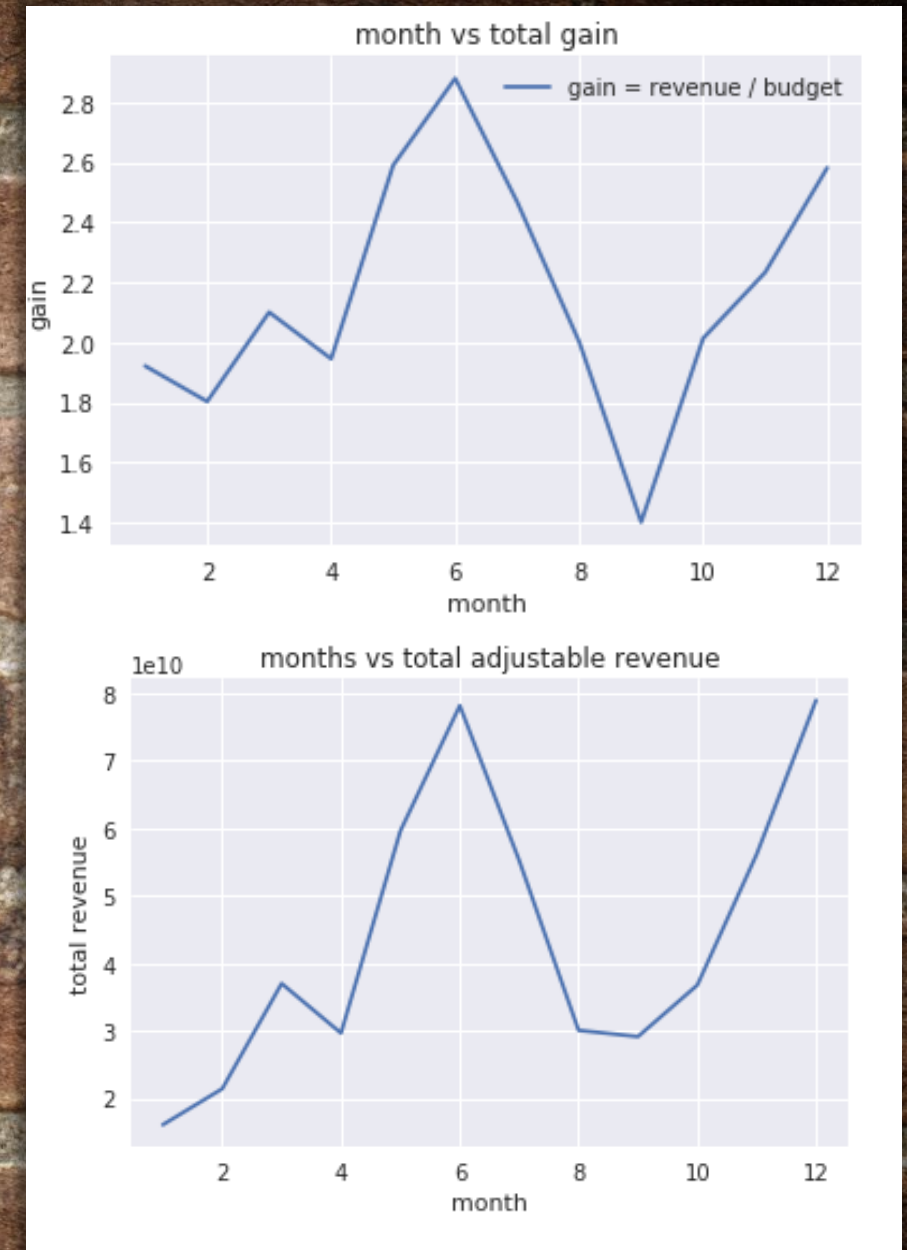 month vs total gain
gain = revenue / budget
2.8
2.6
2.4
2.2
2.0
1.8
1.6
1.4
gain
2 4 6 8 10 12
month
1e10
months vs total adjustable revenue
8
7
6
5
4
3
2
total revenue
2 4 6 8 10 12
month